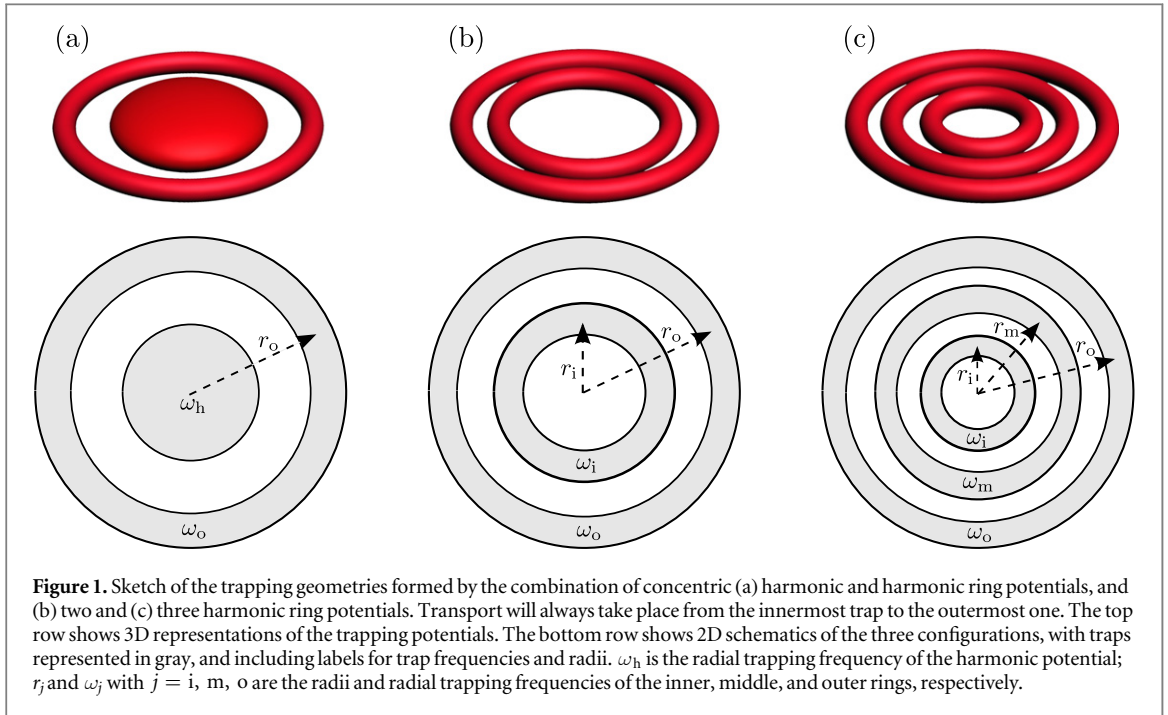 (a)
(b)
(c)
r_o
ω_h
ω_o
r_o
r_i
ω_i
ω_o
r_m
r_o
r_i
ω_i
ω_m
ω_o
Figure 1. Sketch of the trapping geometries formed by the combination of concentric (a) harmonic and harmonic ring potentials, and
(b) two and (c) three harmonic ring potentials. Transport will always take place from the innermost trap to the outermost one. The top
row shows 3D representations of the trapping potentials. The bottom row shows 2D schematics of the three configurations, with traps
represented in gray, and including labels for trap frequencies and radii. ω_h is the radial trapping frequency of the harmonic potential;
r_j and ω_j with j = i, m, o are the radii and radial trapping frequencies of the inner, middle, and outer rings, respectively.